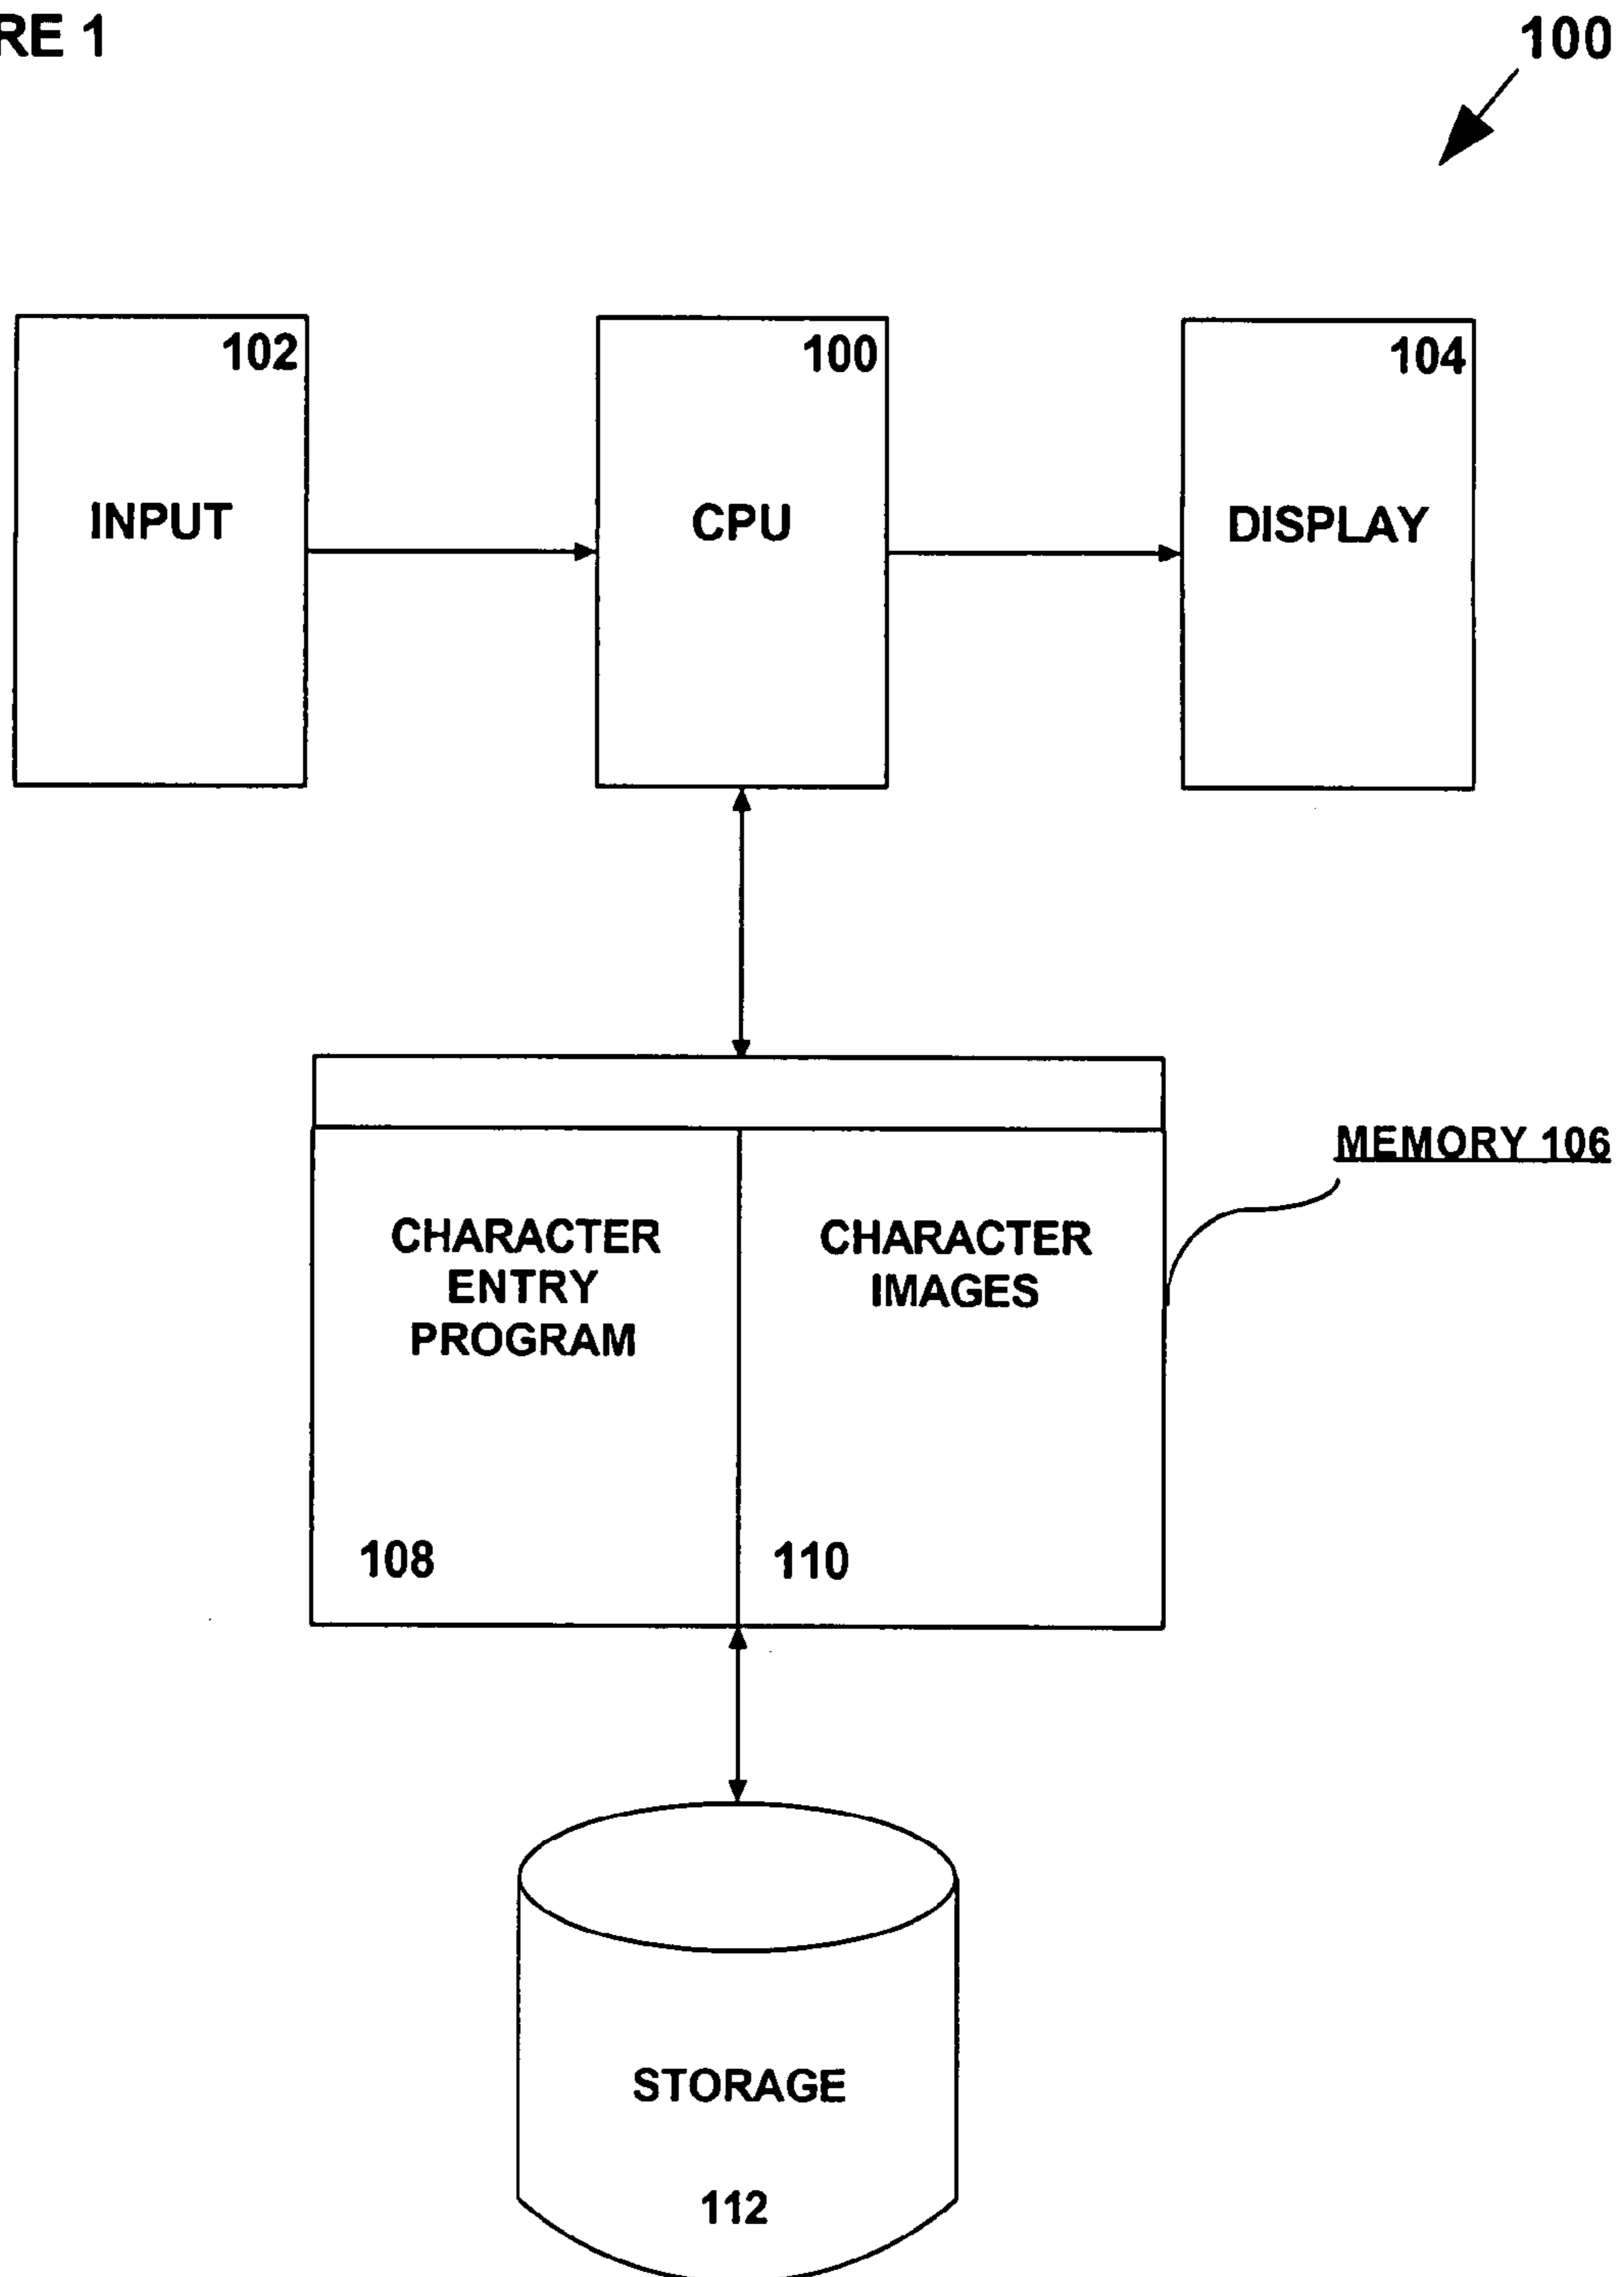 RE 1
100
102
100
104
INPUT
CPU
DISPLAY
MEMORY 106
CHARACTER
ENTRY
PROGRAM
CHARACTER
IMAGES
108
110
STORAGE
112